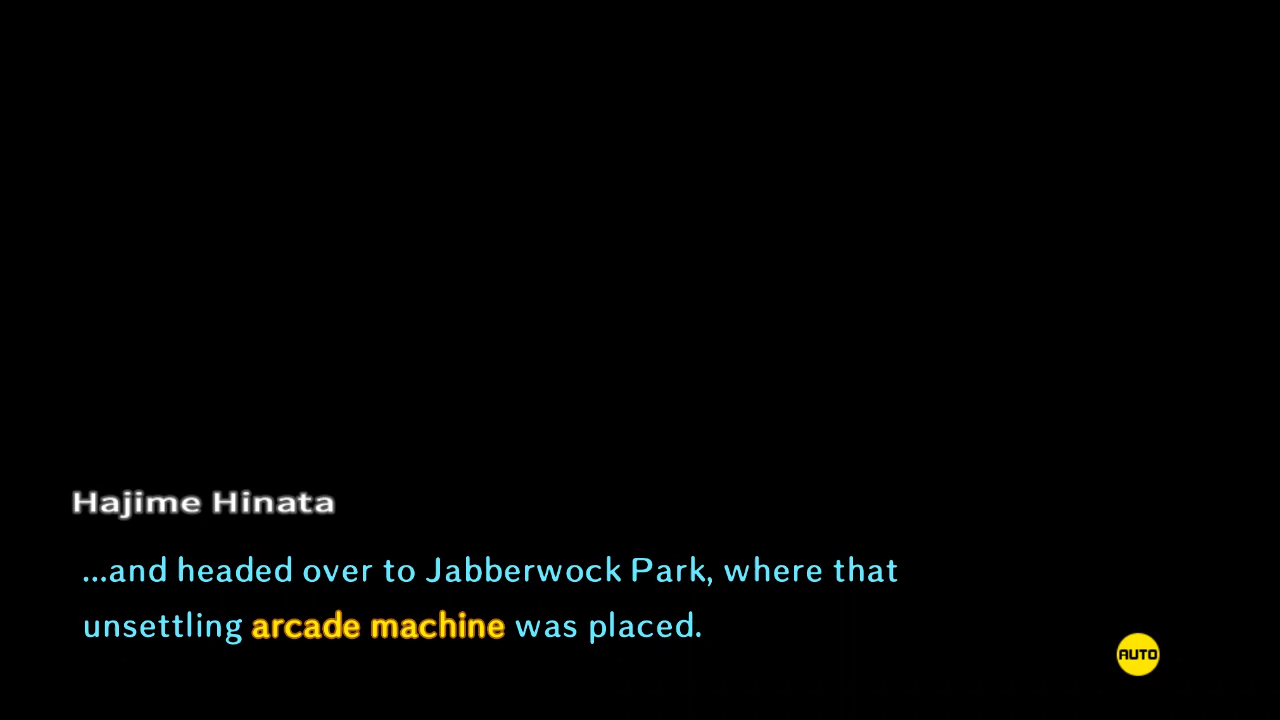 Hajime Hinata
...and headed over to Jabberwock Park, where that
unsettling arcade machine was placed.
AUTO